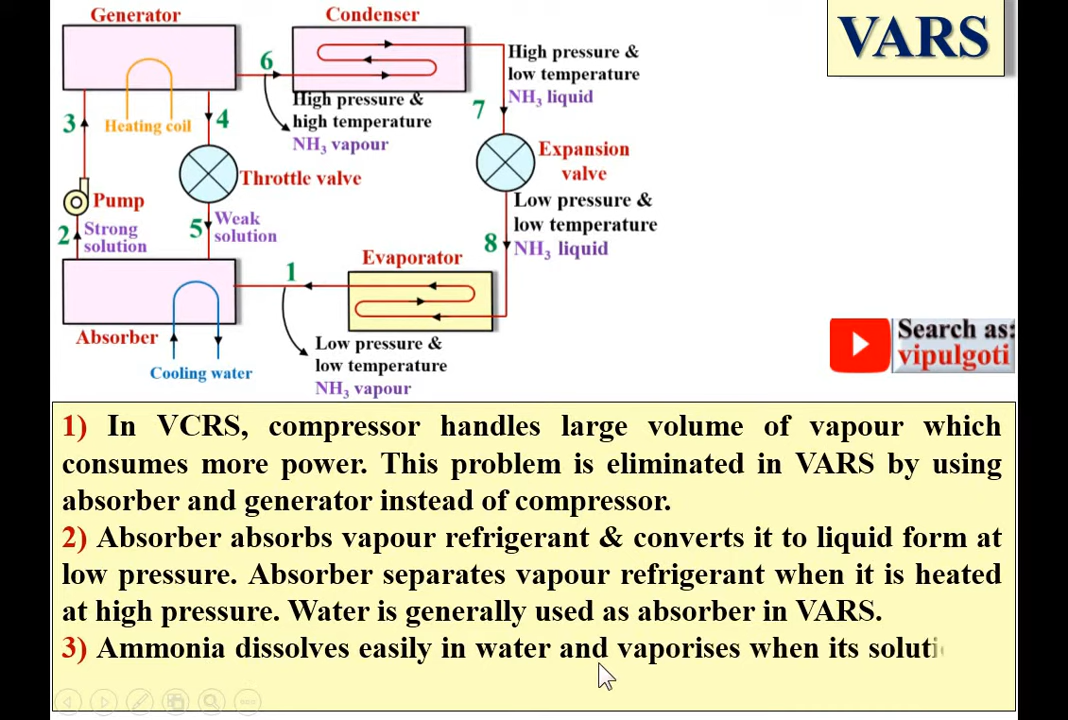 VARS
Generator
Condenser
6
High pressure &
low temperature
NH₃ liquid
7
High pressure &
high temperature
NH₃ vapour
3
Heating coil
4
Expansion
valve
Throttle valve
Pump
Low pressure &
low temperature
NH₃ liquid
8
2
Strong
solution
5
Weak
solution
1
Evaporator
Absorber
Cooling water
Low pressure &
low temperature
NH₃ vapour
Search as:
vipulgoti
1) In VCRS, compressor handles large volume of vapour which
consumes more power. This problem is eliminated in VARS by using
absorber and generator instead of compressor.
2) Absorber absorbs vapour refrigerant & converts it to liquid form at
low pressure. Absorber separates vapour refrigerant when it is heated
at high pressure. Water is generally used as absorber in VARS.
3) Ammonia dissolves easily in water and vaporises when its